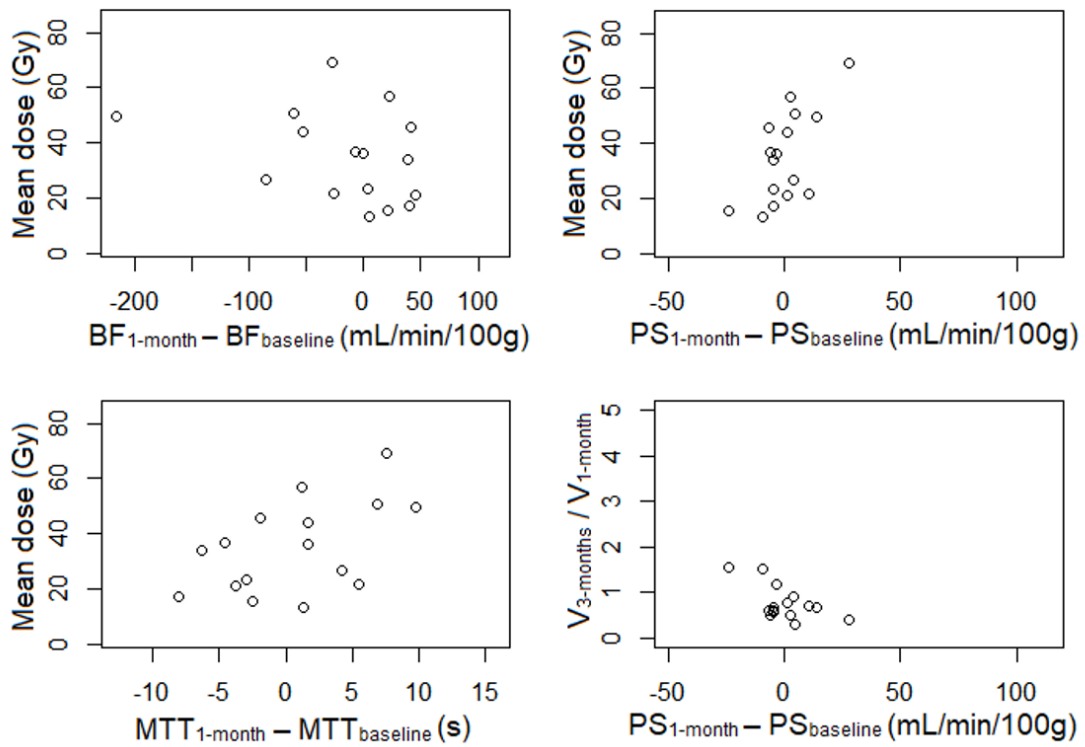 Mean dose (Gy)
0 20 40 60 80
-200 -100 0 50 100
BF1-month – BFbaseline (mL/min/100g)
Mean dose (Gy)
0 20 40 60 80
-50 0 50 100
PS1-month – PSbaseline (mL/min/100g)
Mean dose (Gy)
0 20 40 60 80
-10 -5 0 5 10 15
MTT1-month – MTTbaseline (s)
V3-months / V1-month
0 1 2 3 4 5
-50 0 50 100
PS1-month – PSbaseline (mL/min/100g)